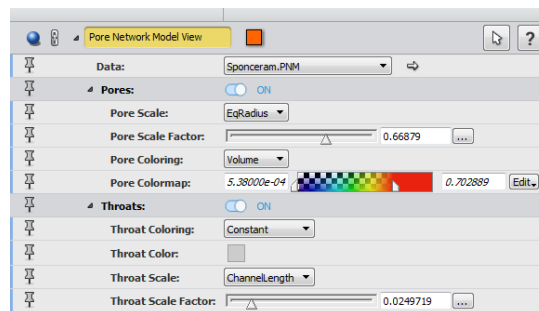 Pore Network Model View ?
Data: Sponceram.PNM
Pores: ON
Pore Scale: EqRadius
Pore Scale Factor: 0.66879 ...
Pore Coloring: Volume
Pore Colormap: 5.38000e-04 0.702889 Edit
Throats: ON
Throat Coloring: Constant
Throat Color:
Throat Scale: ChannelLength
Throat Scale Factor: 0.0249719 ...